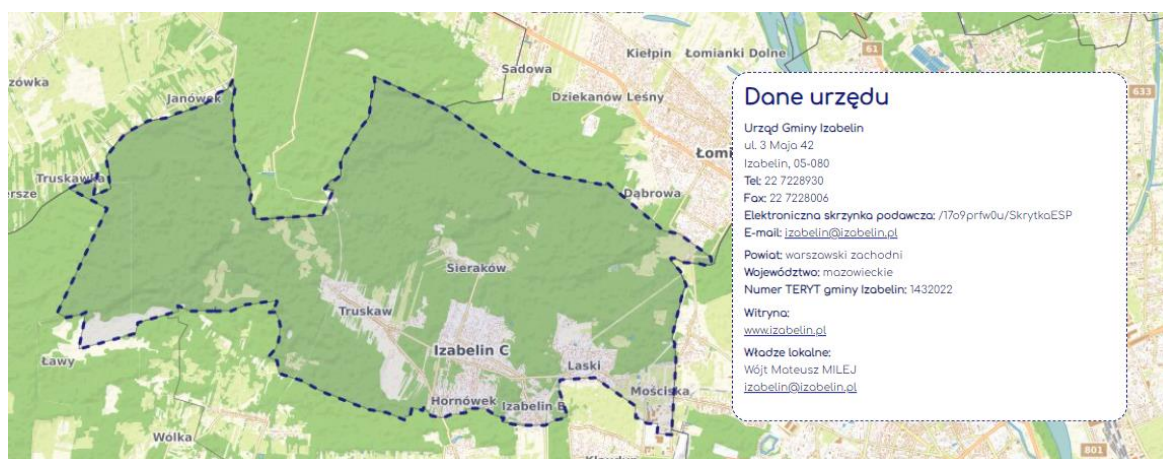 Kiełpin
Łomianki Dolne
61
Sadowa
zówka
Janówek
Dziekanów Leśny
633
Truskawka
Dąbrowa
Sieraków
Truskaw
Izabelin C
Ławy
Laski
Mościska
Hornówek
Izabelin B
Wólka
801
Dane urzędu
Urząd Gminy Izabelin
ul. 3 Maja 42
Izabelin, 05-080
Tel: 22 7228930
Fax: 22 7228006
Elektroniczna skrzynka podawcza: /17o9prfw0u/SkrytkaESP
E-mail: izabelin@izabelin.pl
Powiat: warszawski zachodni
Województwo: mazowieckie
Numer TERYT gminy Izabelin: 1432022
Witryna:
www.izabelin.pl
Władze lokalne:
Wójt Mateusz MILEJ
izabelin@izabelin.pl